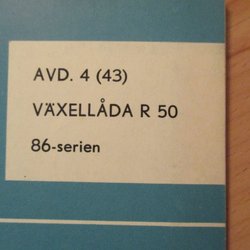 AVD. 4 (43)
VÄXELLÅDA R 50
86-serien